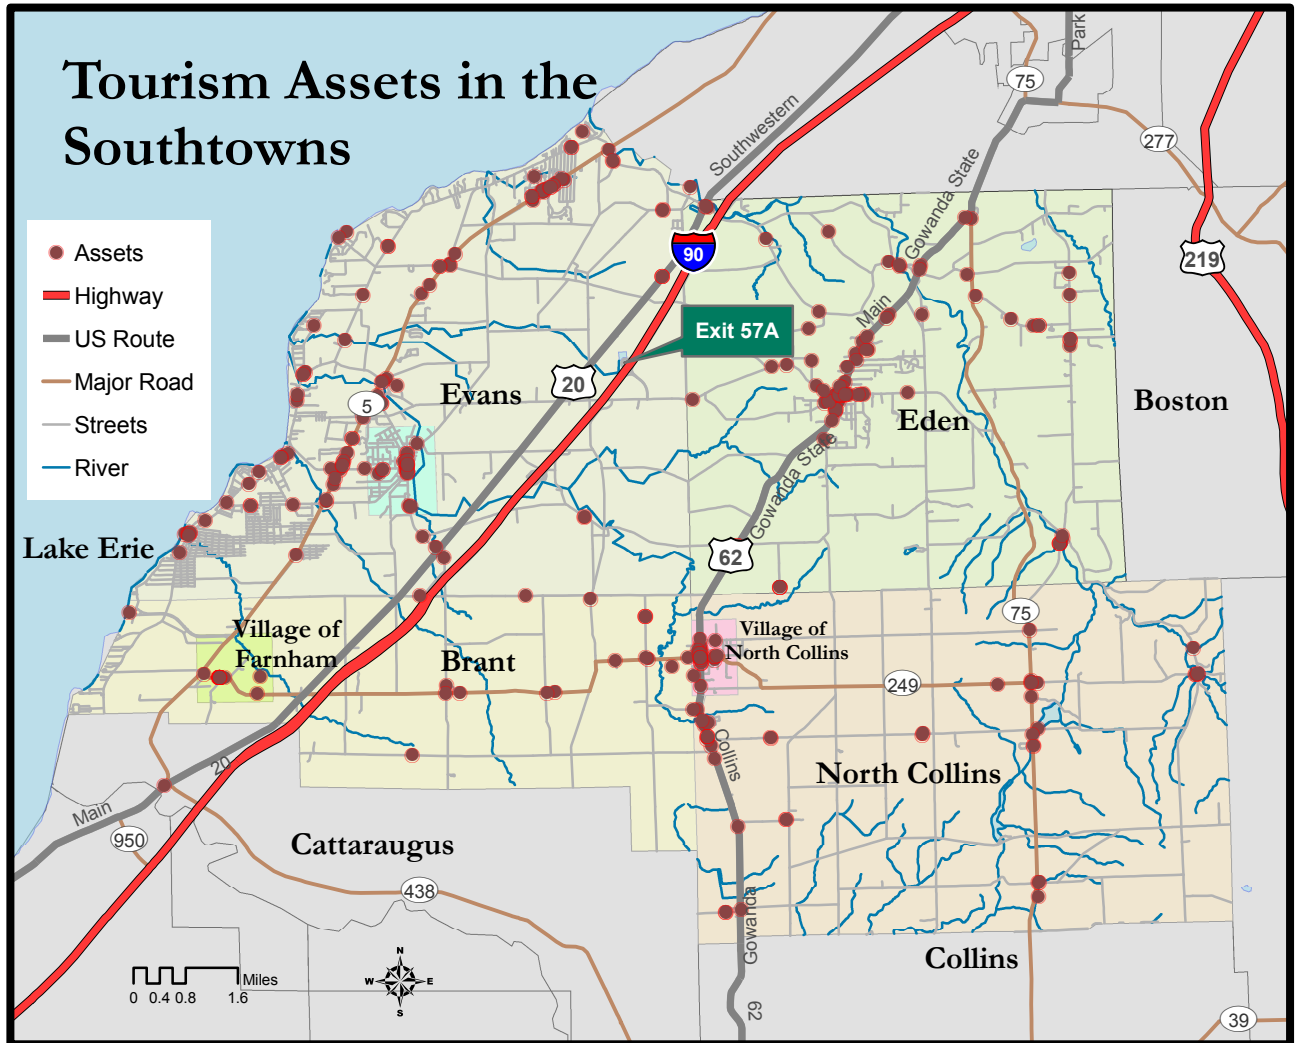 Tourism Assets in the
Southtowns
Assets
Highway
US Route
Major Road
Streets
River
Park
75
277
Southwestern
Gowanda State
219
90
Exit 57A
Main
20
Evans
5
Eden
Boston
Gowanda State
Lake Erie
62
75
Village of
Farnham
Village of
North Collins
Brant
249
Collins
North Collins
20
Main
950
Cattaraugus
438
Gowanda
Collins
N
W E
S
Miles
0 0.4 0.8 1.6
62
39